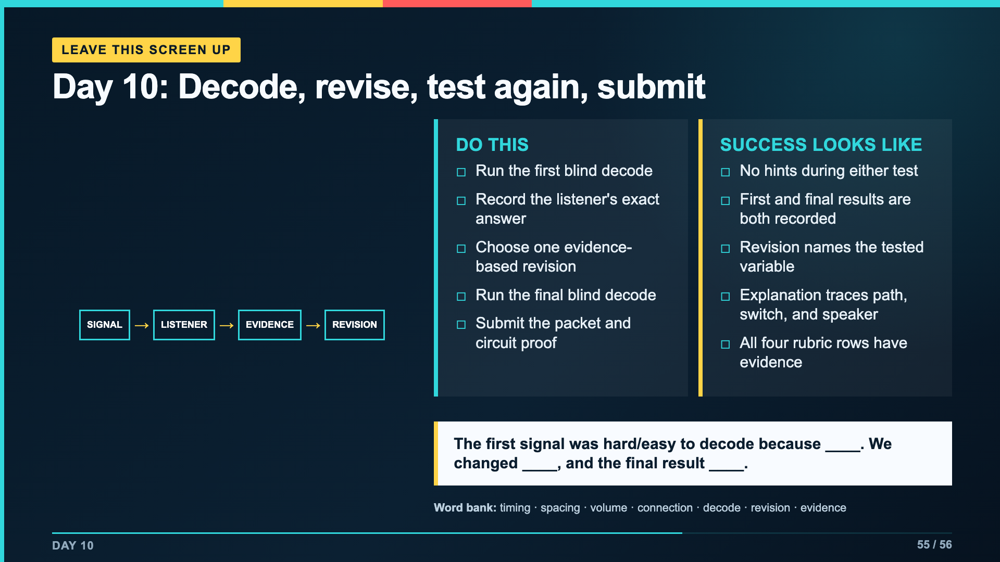 LEAVE THIS SCREEN UP
Day 10: Decode, revise, test again, submit
SIGNAL → LISTENER → EVIDENCE → REVISION
DO THIS
Run the first blind decode
Record the listener's exact
answer
Choose one evidence-
based revision
Run the final blind decode
Submit the packet and
circuit proof
SUCCESS LOOKS LIKE
No hints during either test
First and final results are
both recorded
Revision names the tested
variable
Explanation traces path,
switch, and speaker
All four rubric rows have
evidence
The first signal was hard/easy to decode because ____. We
changed ____, and the final result ____.
Word bank: timing · spacing · volume · connection · decode · revision · evidence
DAY 10
55 / 56